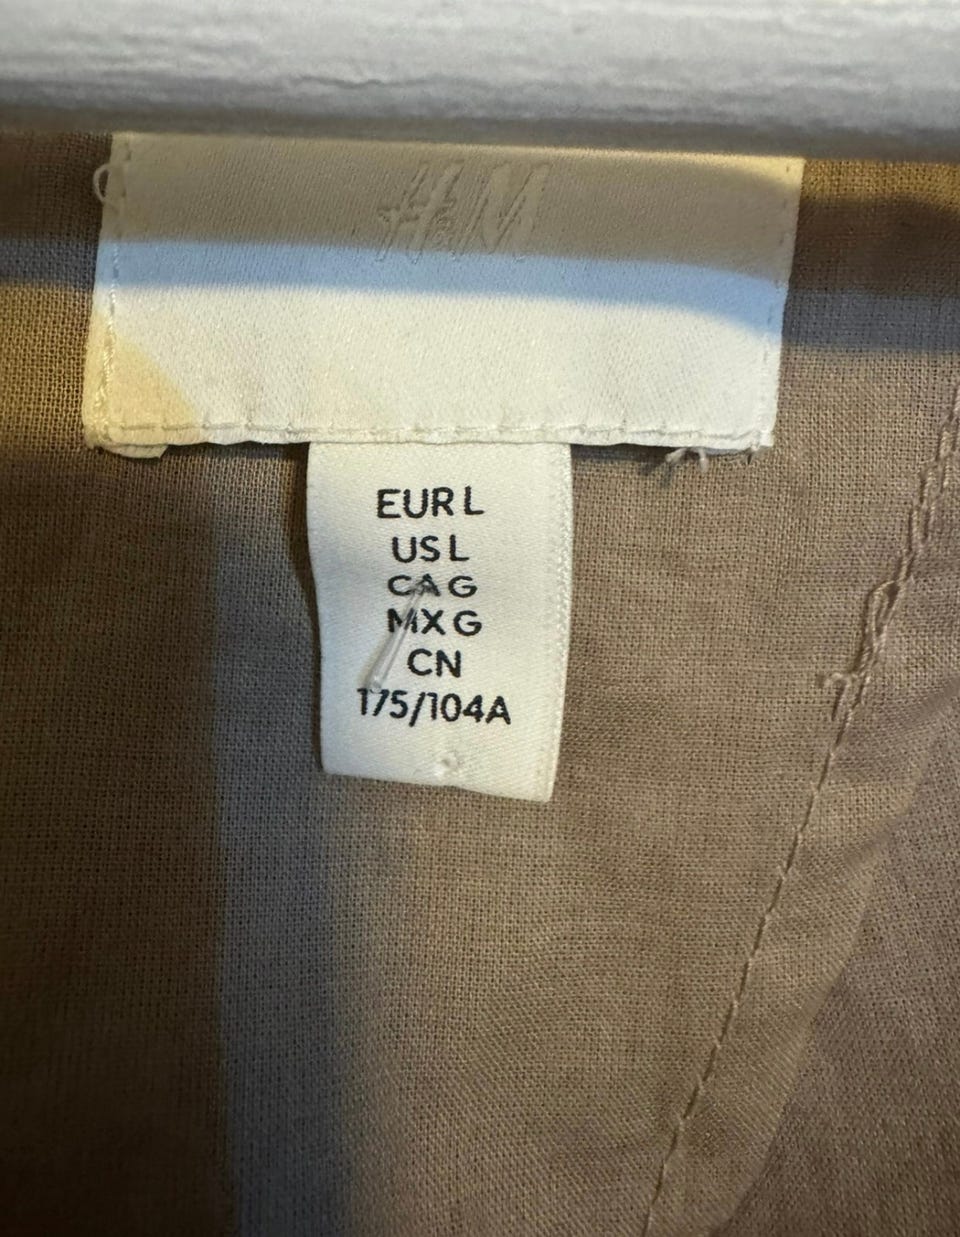 H&M
EUR L
US L
CA G
MX G
CN
175/104A